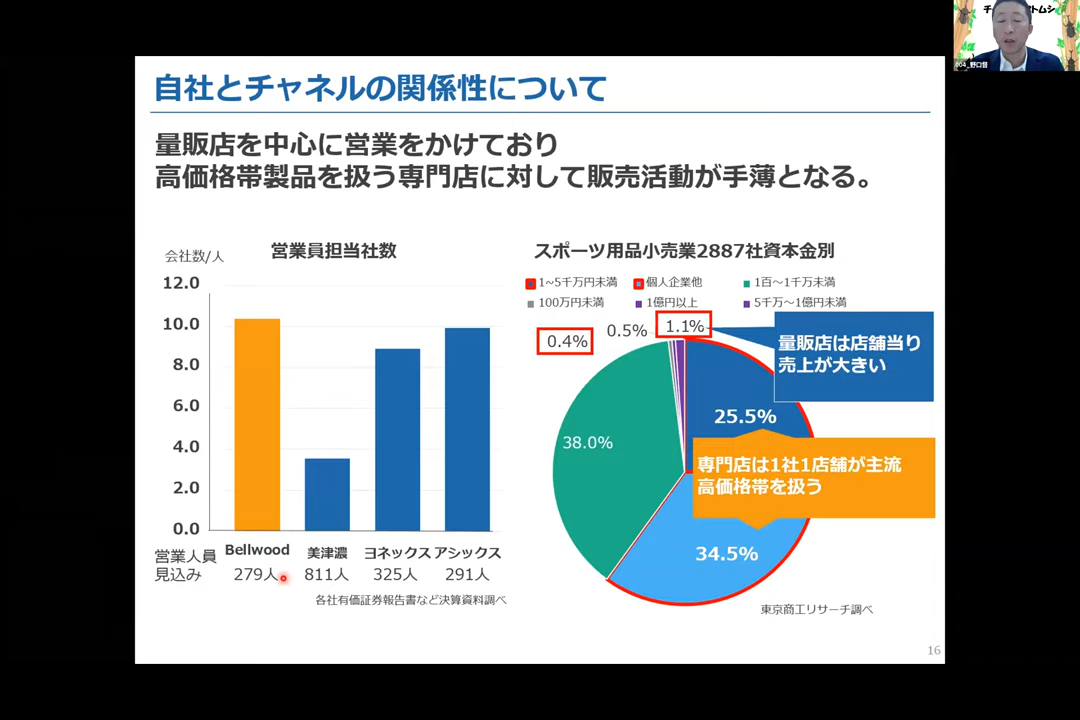 自社とチャネルの関係性について
量販店を中心に営業をかけており
高価格帯製品を扱う専門店に対して販売活動が手薄となる。
営業員担当社数
会社数/人
12.0
10.0
8.0
6.0
4.0
2.0
0.0
営業人員
見込み
Bellwood 美津濃 ヨネックス アシックス
279人 811人 325人 291人
各社有価証券報告書など決算資料調べ
スポーツ用品小売業2887社資本金別
1~5千万円未満 個人企業他 1百～1千万未満
100万円未満 1億円以上 5千万～1億円未満
0.4% 0.5% 1.1%
量販店は店舗当り
売上が大きい
25.5%
38.0%
専門店は1社1店舗が主流
高価格帯を扱う
34.5%
東京商工リサーチ調べ
16
004_野口督